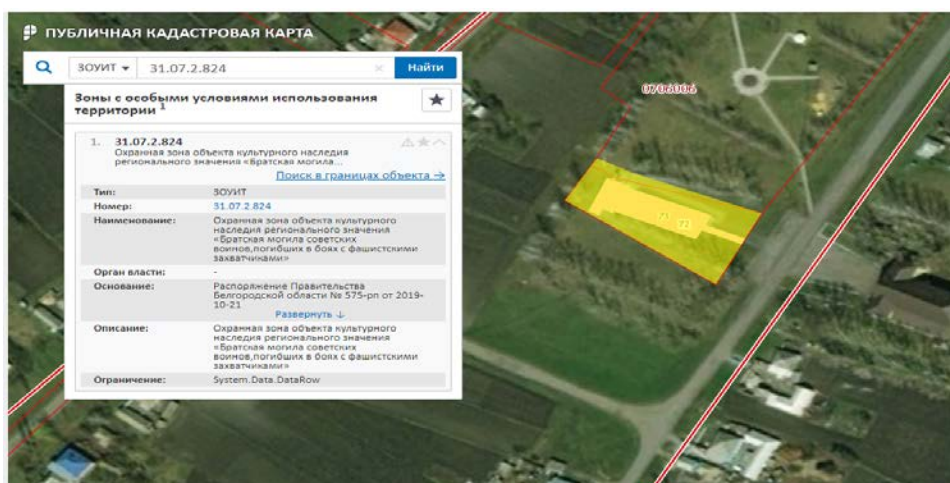 ПУБЛИЧНАЯ КАДАСТРОВАЯ КАРТА
ЗОУИТ 31.07.2.824 × Найти
Зоны с особыми условиями использования
территории 1
1. 31.07.2.824
Охранная зона объекта культурного наследия
регионального значения «Братская могила...
Поиск в границах объекта →
Тип: ЗОУИТ
Номер: 31.07.2.824
Наименование: Охранная зона объекта культурного
наследия регионального значения
«Братская могила советских
воинов,погибших в боях с фашистскими
захватчиками»
Орган власти: -
Основание: Распоряжение Правительства
Белгородской области № 575-рп от 2019-
10-21
Развернуть ↓
Описание: Охранная зона объекта культурного
наследия регионального значения
«Братская могила советских
воинов,погибших в боях с фашистскими
захватчиками»
Ограничение: System.Data.DataRow
0706006